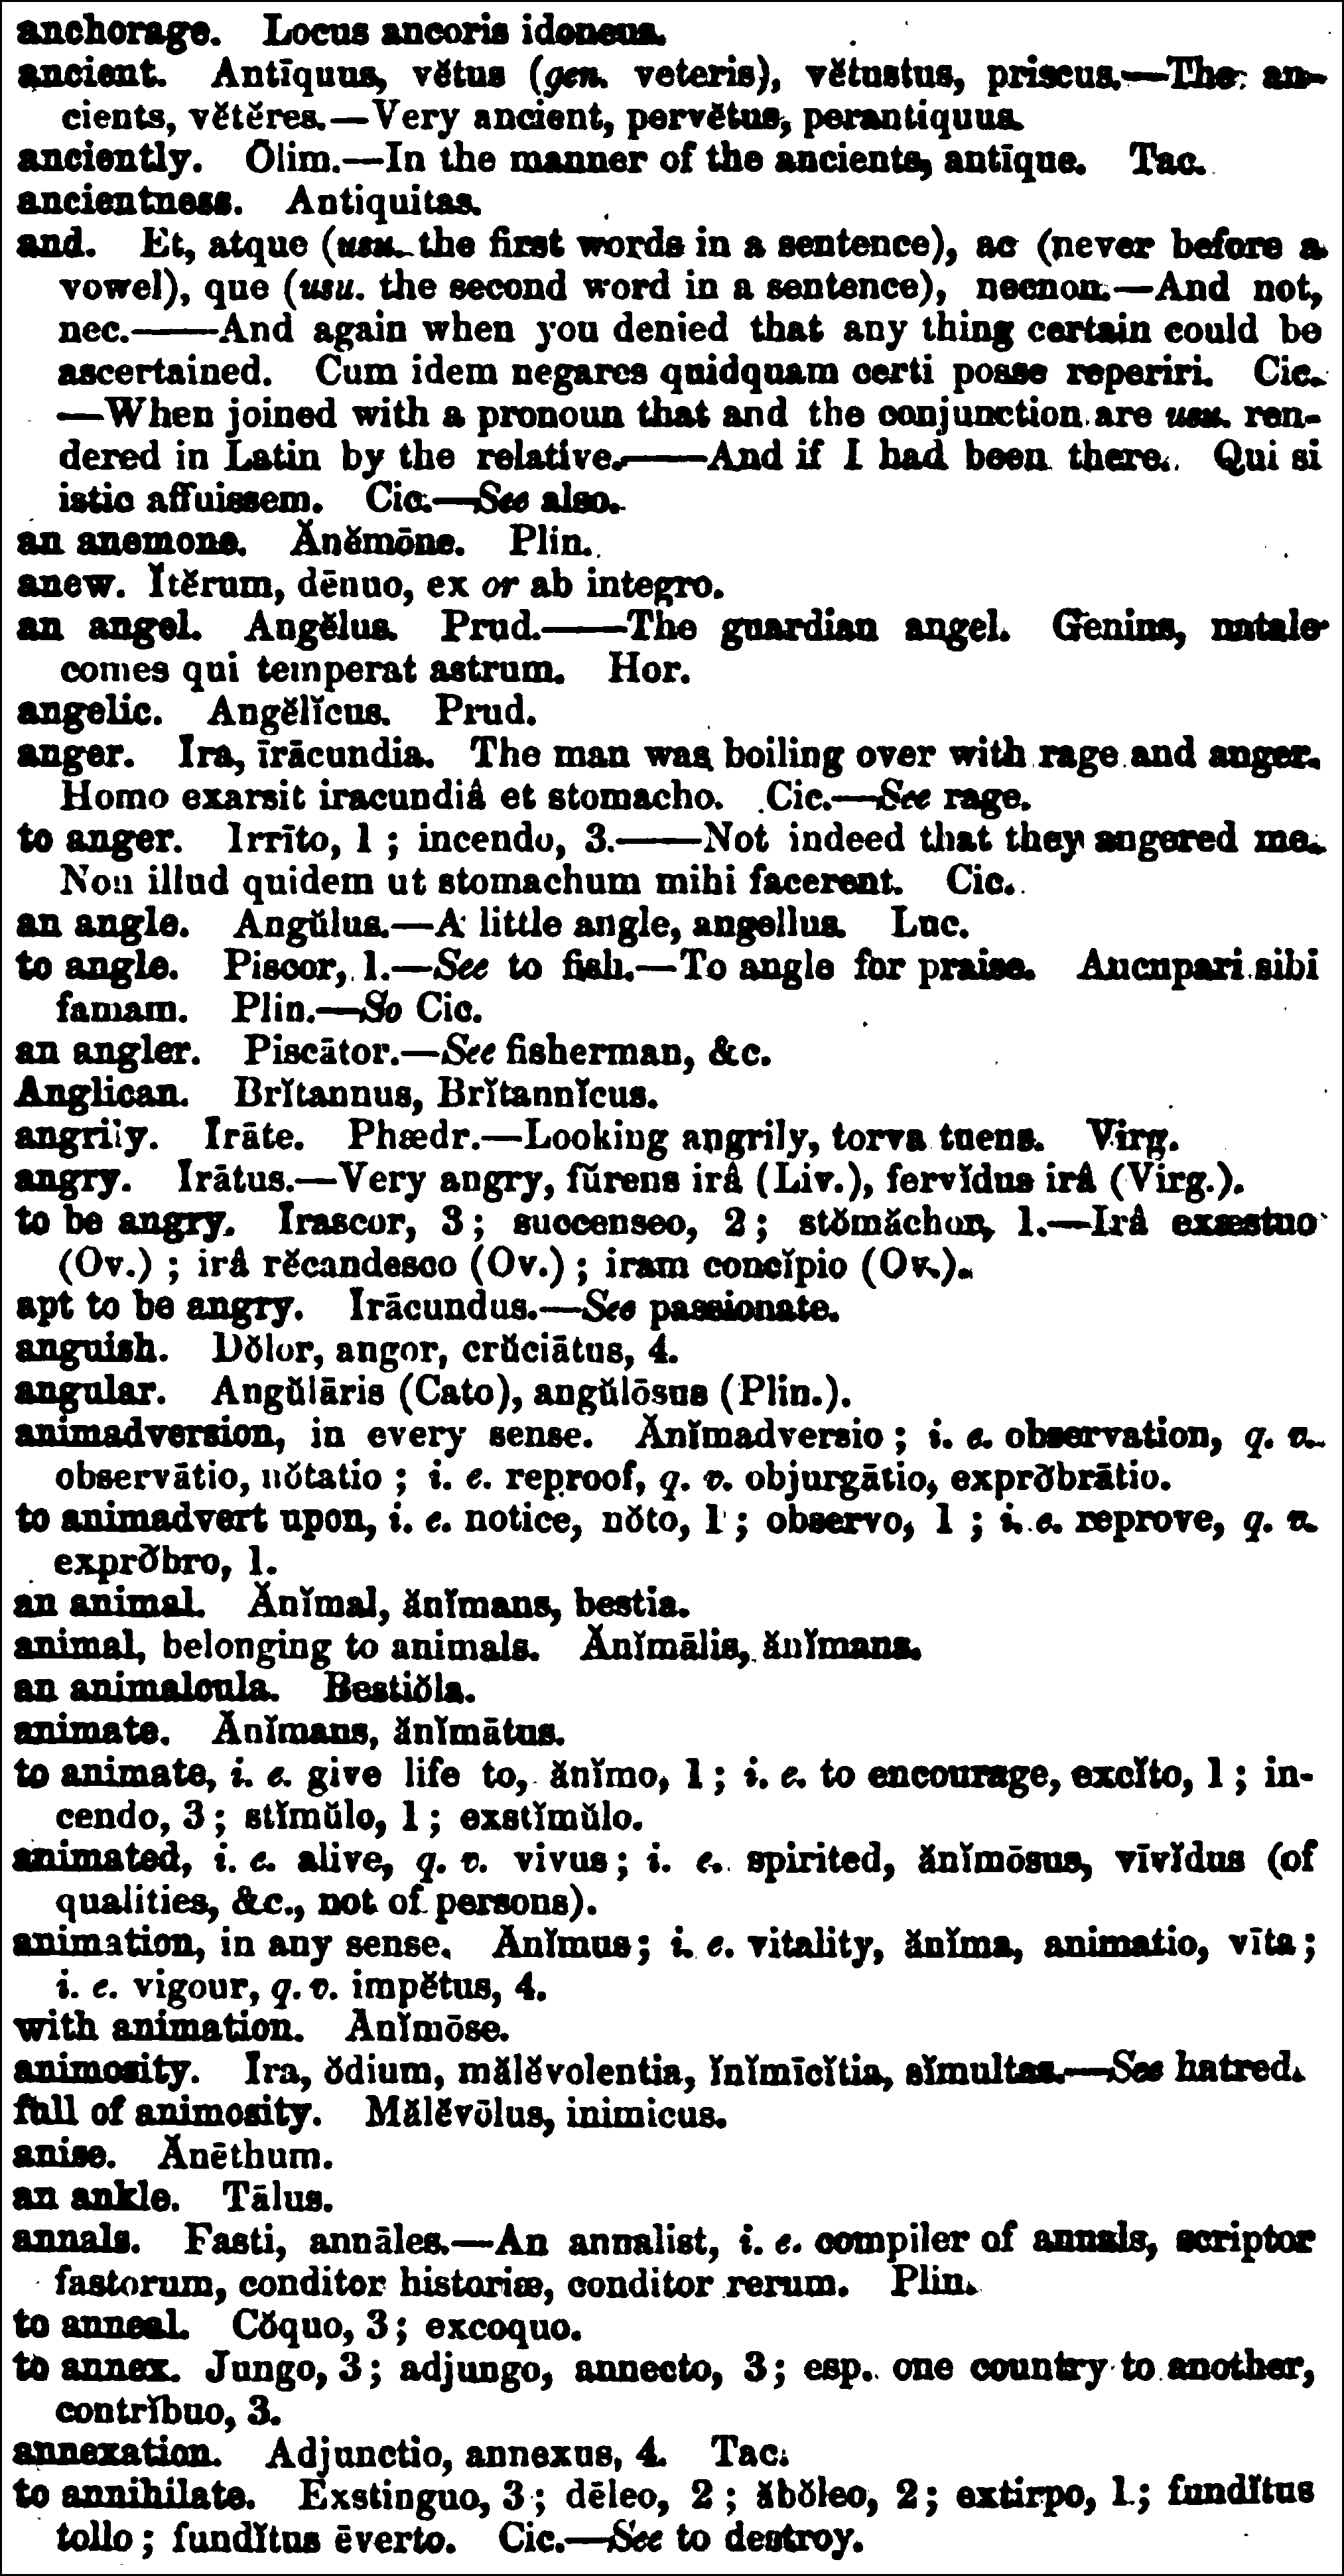 anchorage. Locus ancoris idoneus.
ancient. Antīquus, vĕtus (gen. veteris), vĕtustus, priscus.—The an-
cients, vĕtĕres.—Very ancient, pervĕtus, perantiquus.
anciently. Ōlim.—In the manner of the ancients, antīque. Tac.
ancientness. Antiquitas.
and. Et, atque (usu. the first words in a sentence), ac (never before a
vowel), que (usu. the second word in a sentence), necnon.—And not,
nec.——And again when you denied that any thing certain could be
ascertained. Cum idem negares quidquam certi posse reperiri. Cic.
—When joined with a pronoun that and the conjunction are usu. ren-
dered in Latin by the relative.——And if I had been there. Qui si
istic affuissem. Cic.—See also.
an anemone. Ănĕmōne. Plin.
anew. Ĭtĕrum, dēnuo, ex or ab integro.
an angel. Angĕlus. Prud.——The guardian angel. Genius, natale
comes qui temperat astrum. Hor.
angelic. Angĕlĭcus. Prud.
anger. Ira, īrācundia. The man was boiling over with rage and anger.
Homo exarsit iracundiâ et stomacho. Cic.—See rage.
to anger. Irrīto, 1 ; incendo, 3.——Not indeed that they angered me.
Non illud quidem ut stomachum mihi facerent. Cic.
an angle. Angŭlus.—A little angle, angellus. Luc.
to angle. Piscor, 1.—See to fish.—To angle for praise. Aucupari sibi
famam. Plin.—So Cic.
an angler. Piscātor.—See fisherman, &c.
Anglican. Brĭtannus, Brĭtannĭcus.
angrily. Irāte. Phædr.—Looking angrily, torva tuens. Virg.
angry. Irātus.—Very angry, fŭrens irâ (Liv.), fervĭdus irâ (Virg.).
to be angry. Irascor, 3 ; succenseo, 2 ; stŏmăchor, 1.—Irâ exæstuo
(Ov.) ; irâ rĕcandesco (Ov.) ; iram concĭpio (Ov.).
apt to be angry. Irācundus.—See passionate.
anguish. Dŏlor, angor, crŭciātus, 4.
angular. Angŭlāris (Cato), angŭlōsus (Plin.).
animadversion, in every sense. Ănĭmadversio ; i. e. observation, q. v.
observātio, nŏtatio ; i. e. reproof, q. v. objurgātio, exprŏbrātio.
to animadvert upon, i. e. notice, nŏto, 1 ; observo, 1 ; i. e. reprove, q. v.
exprŏbro, 1.
an animal. Ănĭmal, ănĭmans, bestia.
animal, belonging to animals. Ănĭmālis, ănĭmans.
an animalcula. Bestiŏla.
animate. Ănĭmans, ănĭmātus.
to animate, i. e. give life to, ănĭmo, 1 ; i. e. to encourage, excĭto, 1 ; in-
cendo, 3 ; stĭmŭlo, 1 ; exstĭmŭlo.
animated, i. e. alive, q. v. vivus ; i. e. spirited, ănĭmōsus, vīvĭdus (of
qualities, &c., not of persons).
animation, in any sense. Anĭmus ; i. e. vitality, ănĭma, animatio, vīta ;
i. e. vigour, q. v. impĕtus, 4.
with animation. Anĭmōse.
animosity. Ira, ŏdium, mălĕvolentia, ĭnĭmīcĭtia, sĭmultas.—See hatred.
full of animosity. Mălĕvōlus, inimicus.
anise. Ănēthum.
an ankle. Tālus.
annals. Fasti, annāles.—An annalist, i. e. compiler of annals, scriptor
fastorum, conditor historiæ, conditor rerum. Plin.
to anneal. Cŏquo, 3 ; excoquo.
to annex. Jungo, 3 ; adjungo, annecto, 3 ; esp. one country to another,
contrĭbuo, 3.
annexation. Adjunctio, annexus, 4. Tac.
to annihilate. Exstinguo, 3 ; dēleo, 2 ; ăbŏleo, 2 ; extirpo, 1 ; fundĭtus
tollo ; fundĭtus ēverto. Cic.—See to destroy.